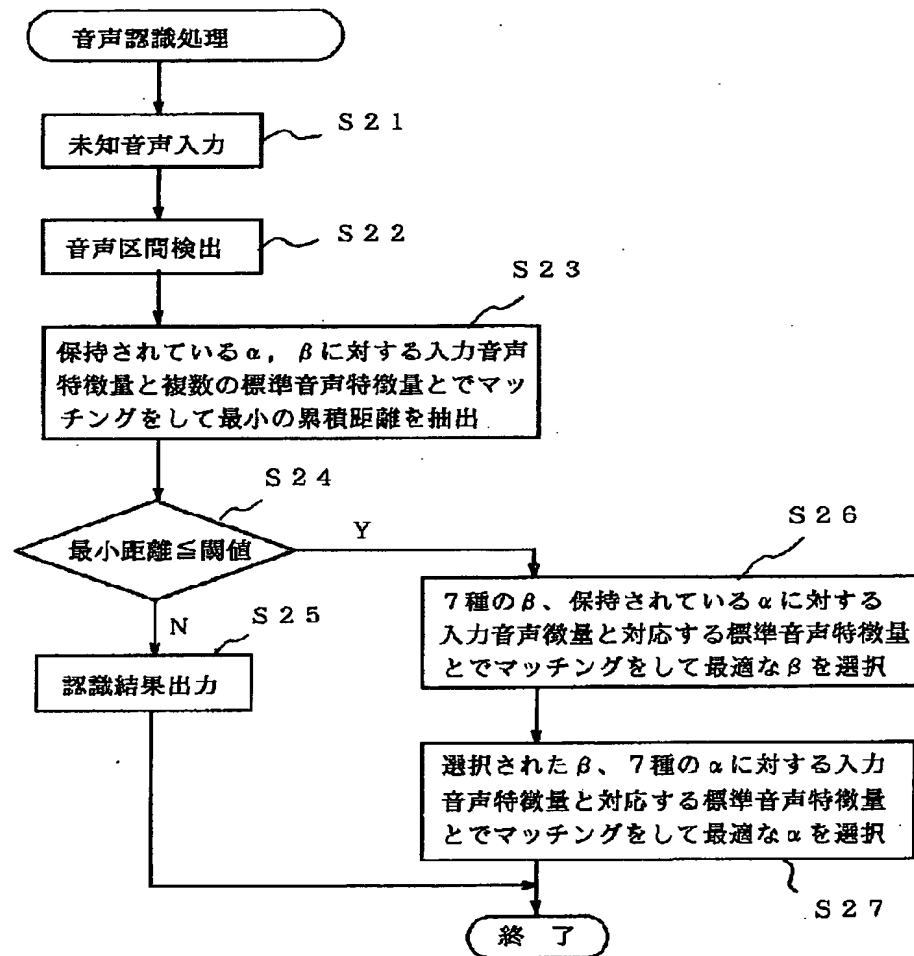 音声認識処理
S21
未知音声入力
S22
音声区間検出
S23
保持されているα，βに対する入力音声
特徴量と複数の標準音声特徴量とでマッ
チングをして最小の累積距離を抽出
S24
最小距離≦閾値
Y
N
S25
認識結果出力
S26
7種のβ、保持されているαに対する
入力音声徴量と対応する標準音声特徴量
とでマッチングをして最適なβを選択
選択されたβ、7種のαに対する入力
音声特徴量と対応する標準音声特徴量
とでマッチングをして最適なαを選択
S27
終 了